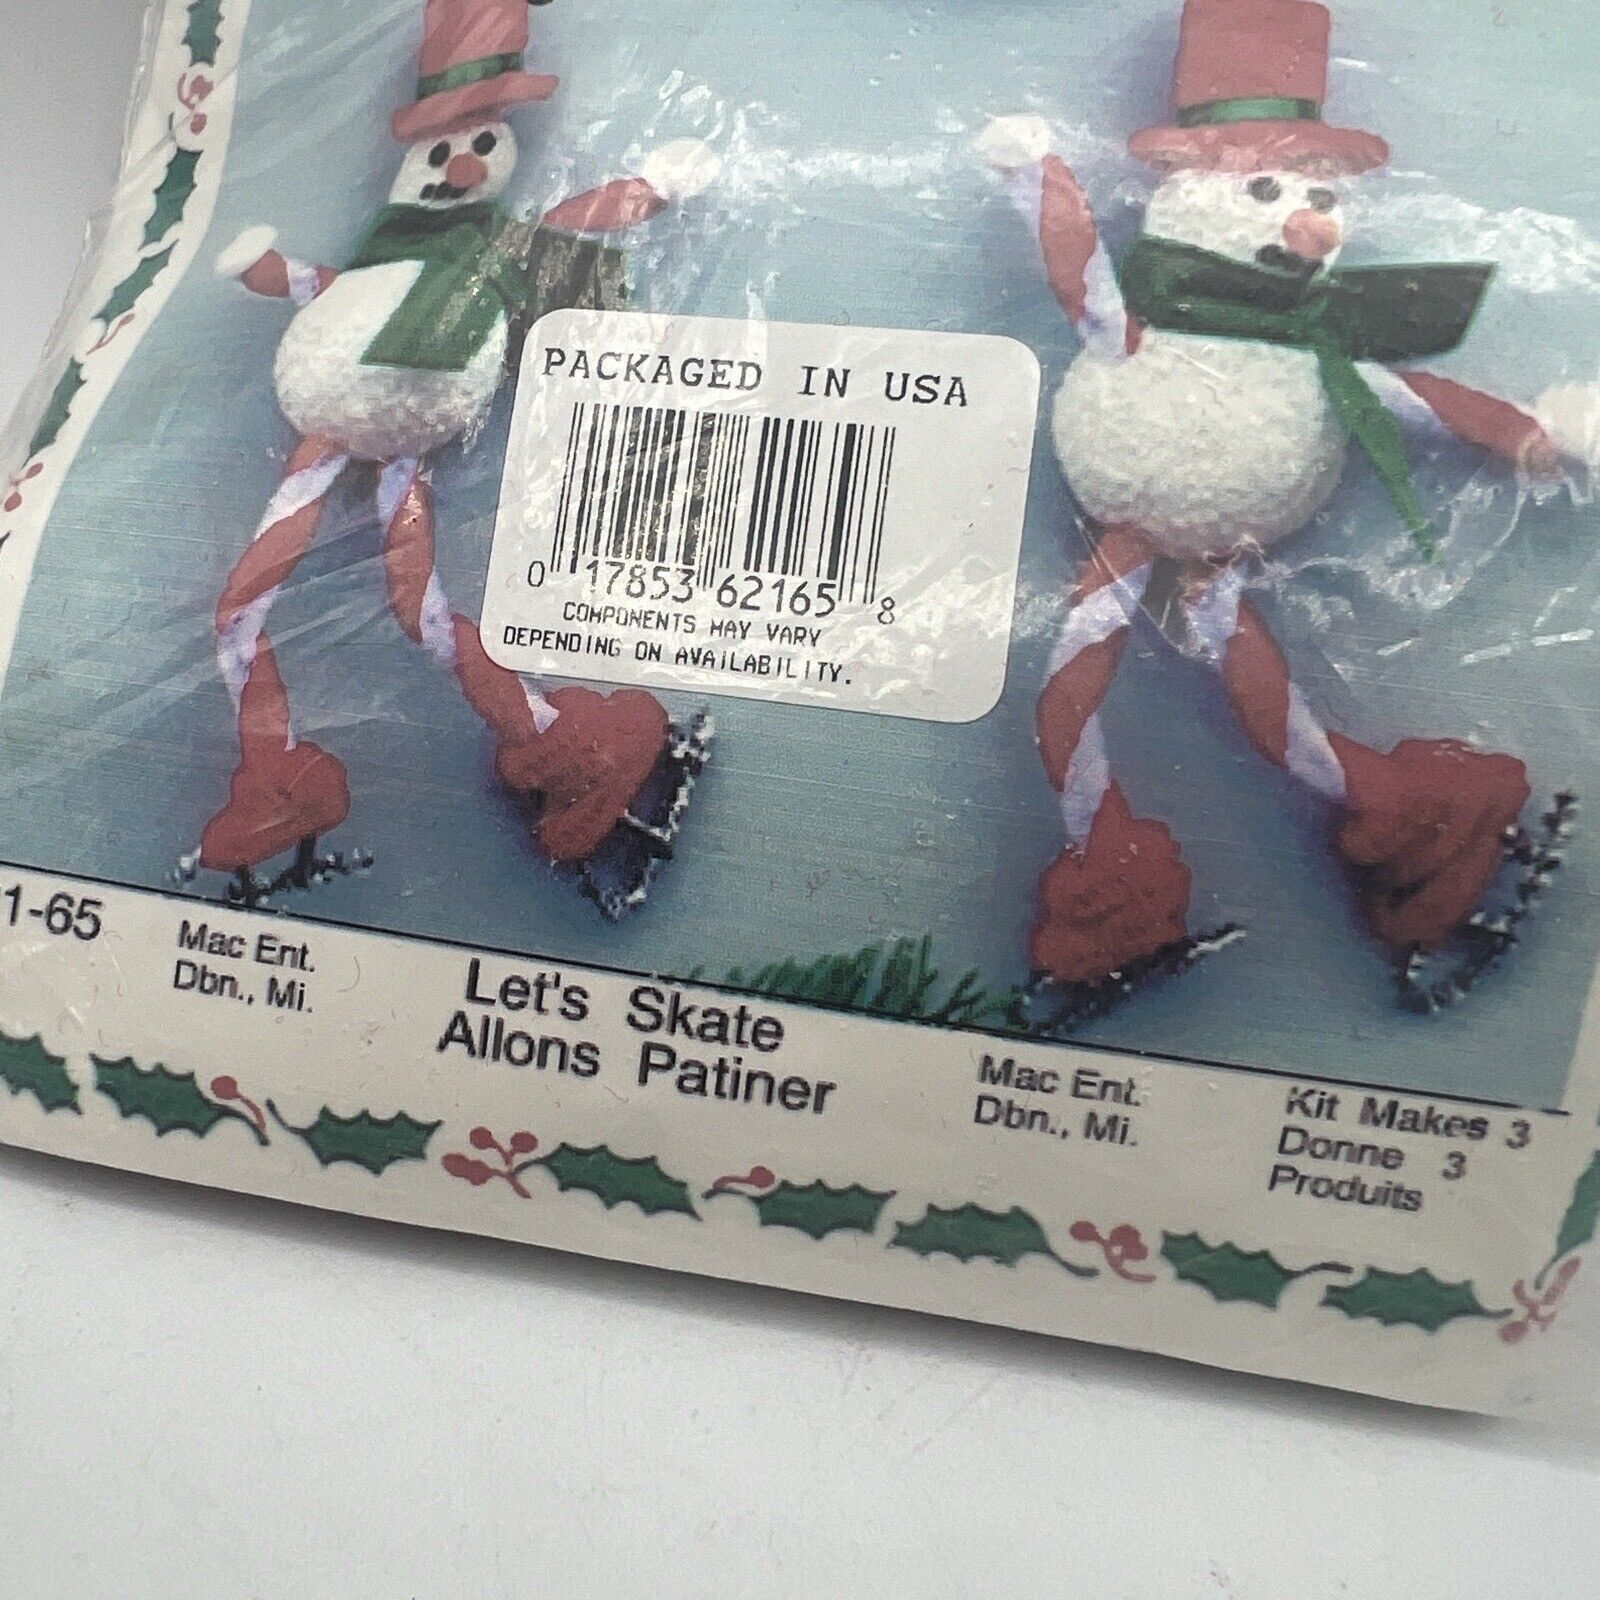 PACKAGED IN USA
0 17853 62165 8
COMPONENTS MAY VARY
DEPENDING ON AVAILABILITY.
1-65
Mac Ent.
Dbn., Mi.
Let's Skate
Allons Patiner
Mac Ent.
Dbn., Mi.
Kit Makes 3
Donne 3
Produits